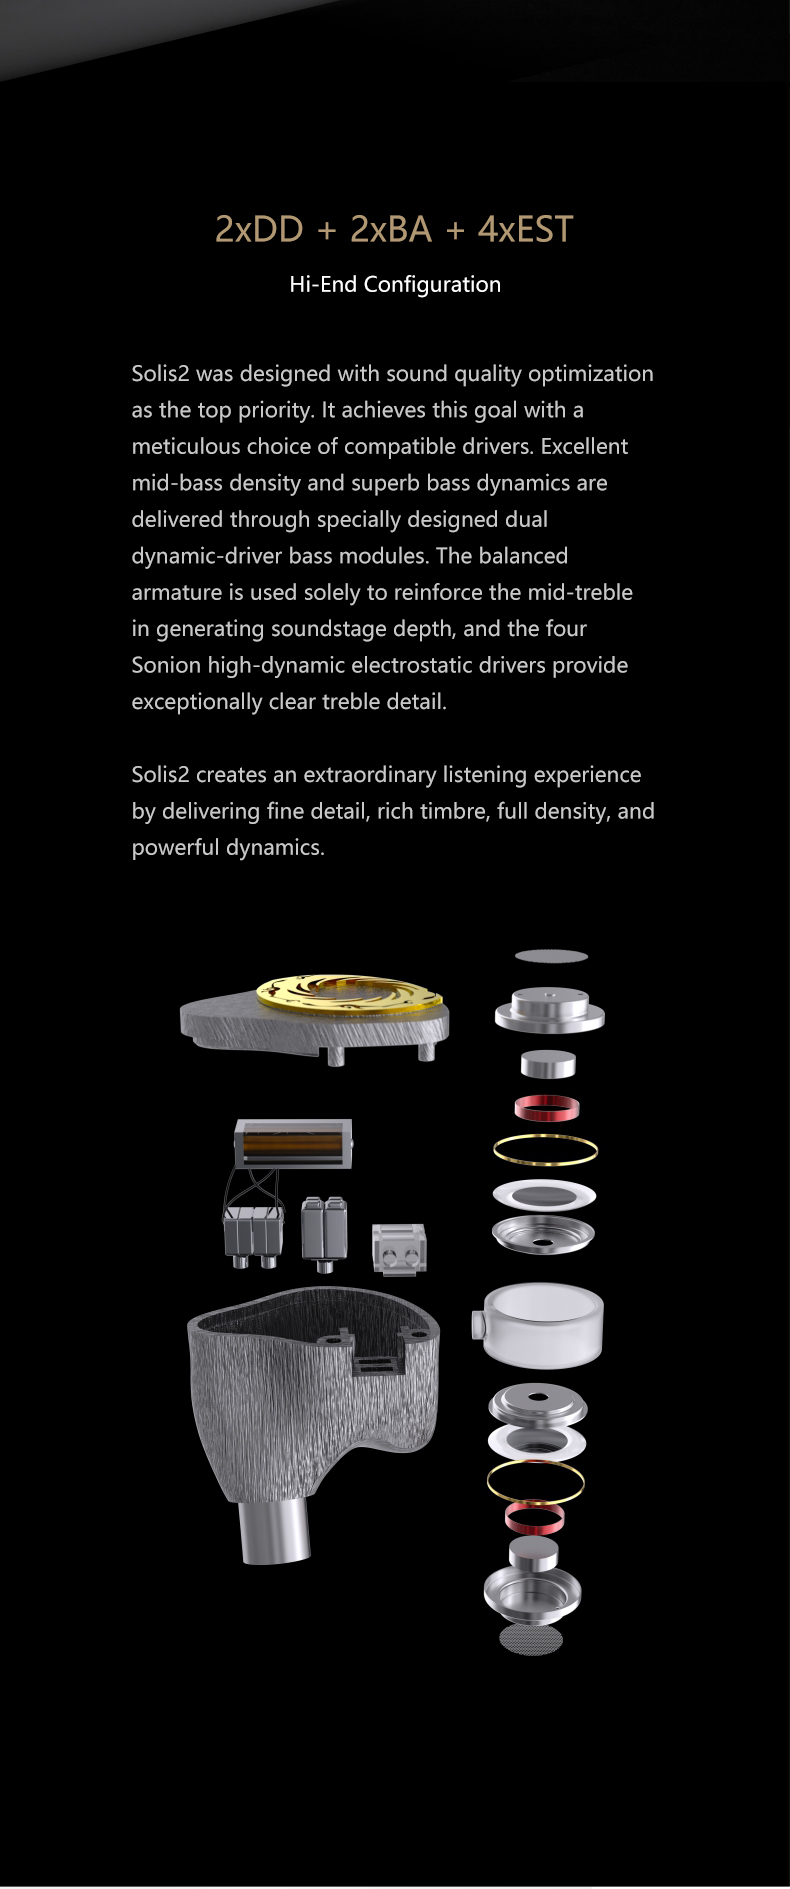 2xDD + 2xBA + 4xEST
Hi-End Configuration
Solis2 was designed with sound quality optimization
as the top priority. It achieves this goal with a
meticulous choice of compatible drivers. Excellent
mid-bass density and superb bass dynamics are
delivered through specially designed dual
dynamic-driver bass modules. The balanced
armature is used solely to reinforce the mid-treble
in generating soundstage depth, and the four
Sonion high-dynamic electrostatic drivers provide
exceptionally clear treble detail.
Solis2 creates an extraordinary listening experience
by delivering fine detail, rich timbre, full density, and
powerful dynamics.